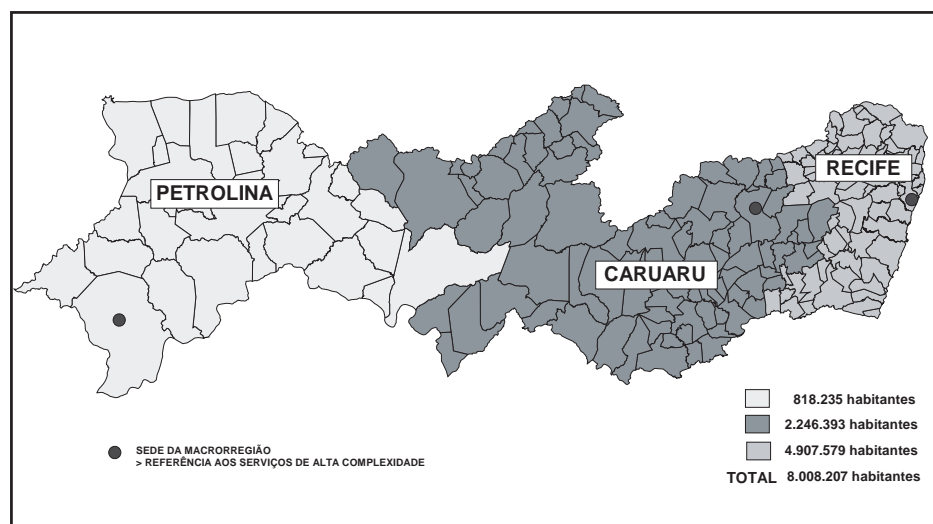 PETROLINA
RECIFE
CARUARU
818.235 habitantes
2.246.393 habitantes
4.907.579 habitantes
TOTAL 8.008.207 habitantes
SEDE DA MACRORREGIÃO
> REFERÊNCIA AOS SERVIÇOS DE ALTA COMPLEXIDADE